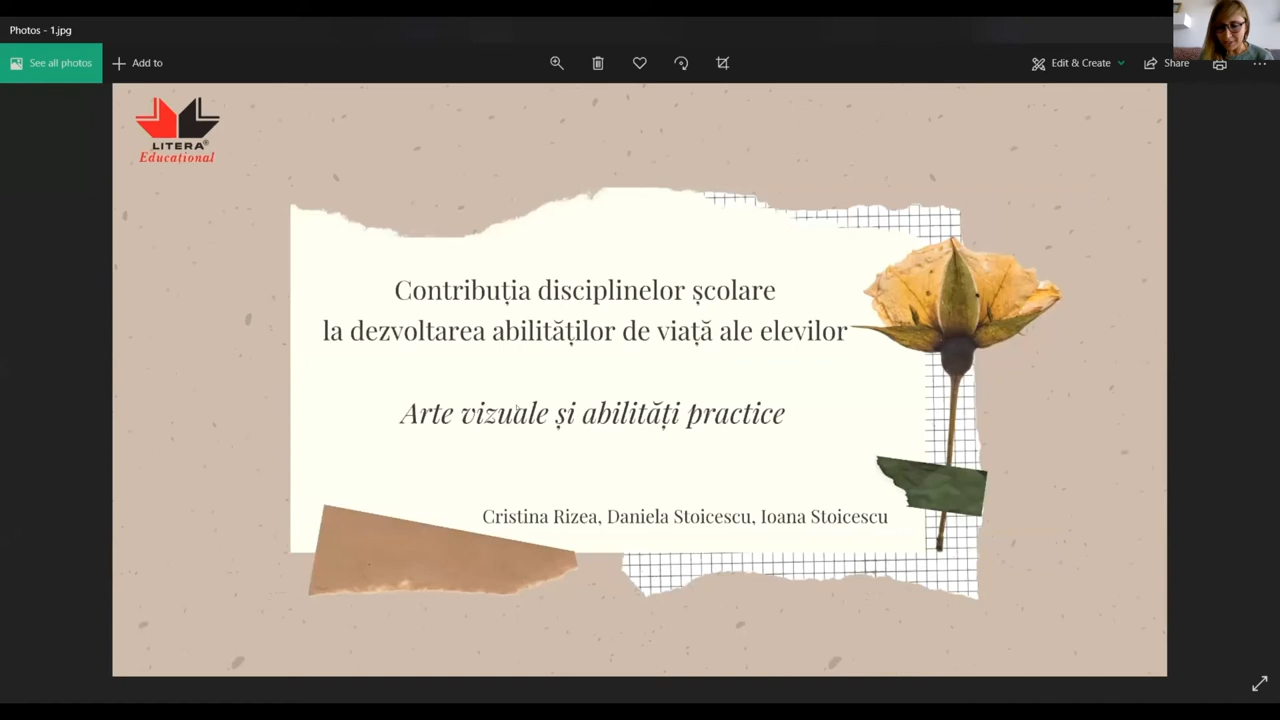 Photos - 1.jpg
See all photos
Add to
Edit & Create
Share
LITERA®
Educațional
Contribuția disciplinelor școlare
la dezvoltarea abilităților de viață ale elevilor
Arte vizuale și abilități practice
Cristina Rizea, Daniela Stoicescu, Ioana Stoicescu